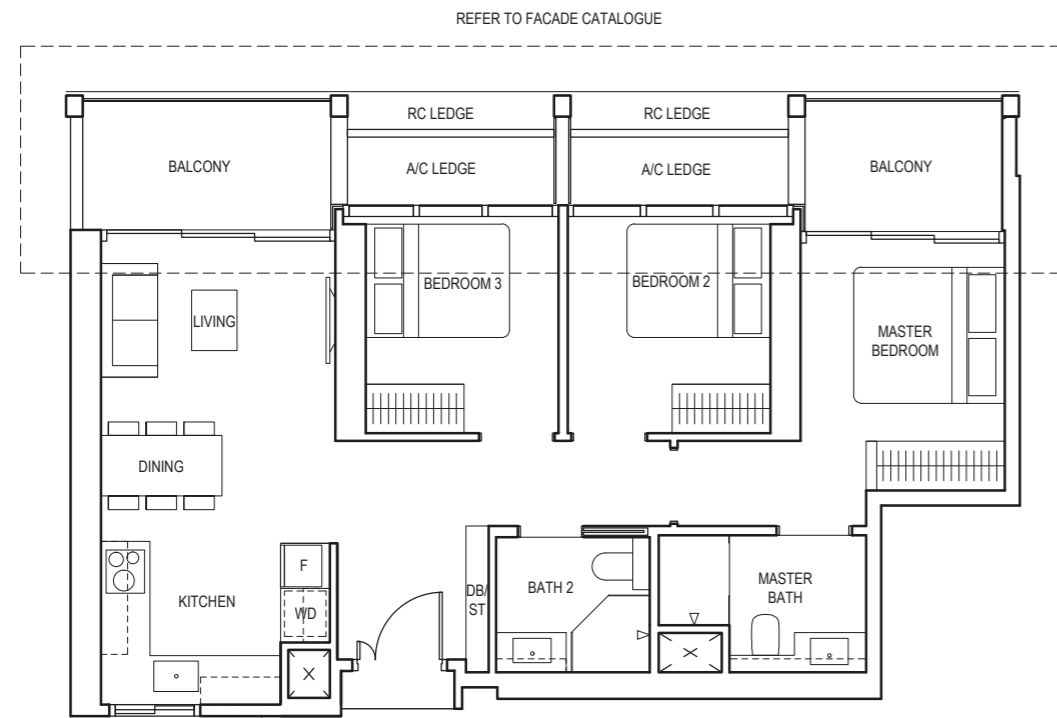 REFER TO FACADE CATALOGUE
RC LEDGE
RC LEDGE
BALCONY
A/C LEDGE
A/C LEDGE
BALCONY
BEDROOM 3
BEDROOM 2
LIVING
MASTER
BEDROOM
DINING
F
WD
KITCHEN
DB/
ST
BATH 2
MASTER
BATH